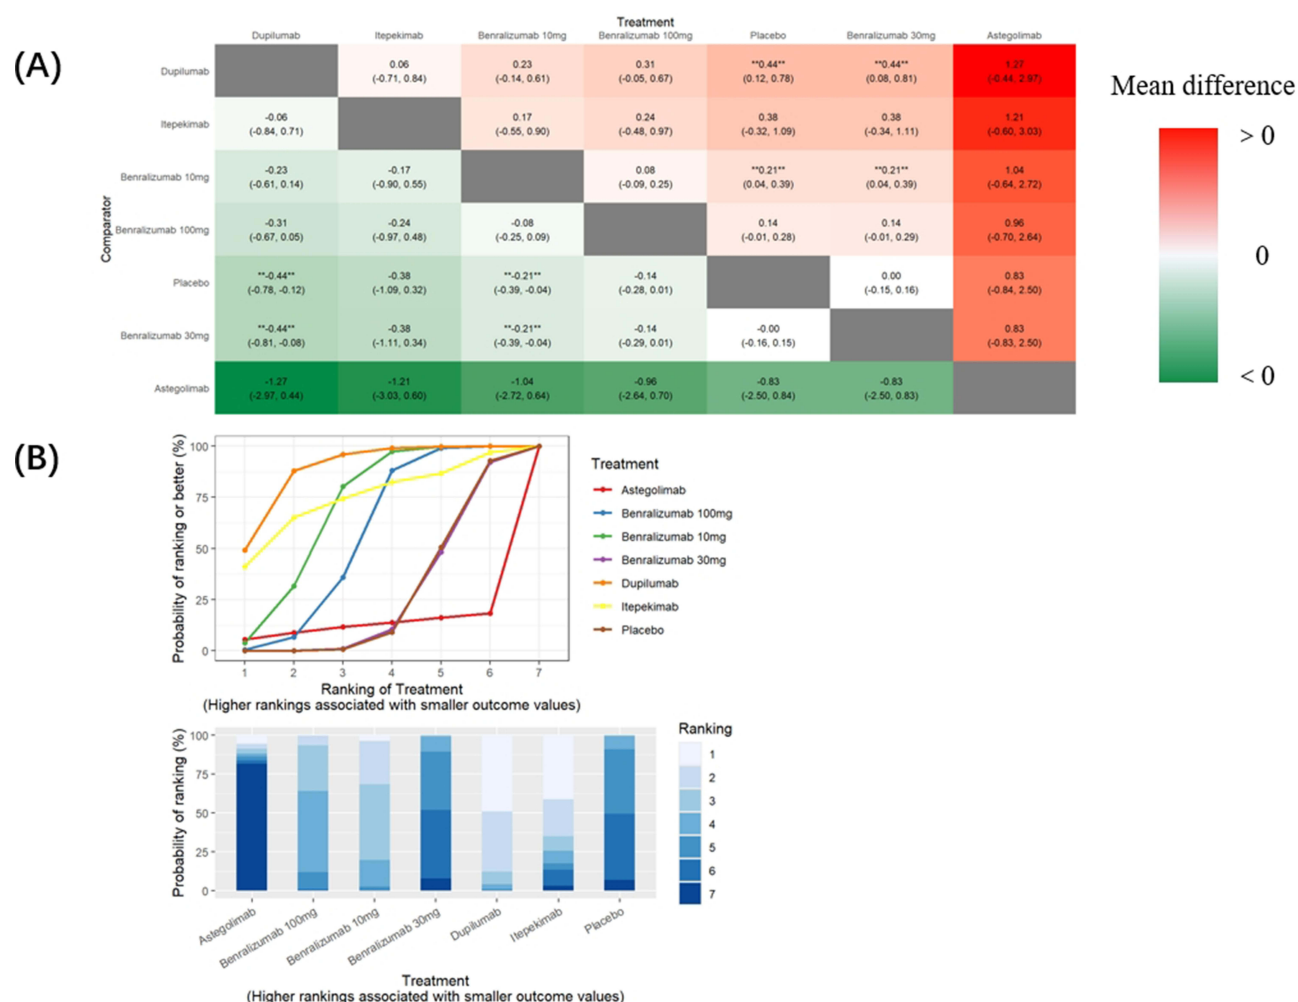 (A)
Treatment
Dupilumab Itepekimab Benralizumab 10mg Benralizumab 100mg Placebo Benralizumab 30mg Astegolimab
Comparator
Dupilumab 0.06 0.23 0.31 **0.44** **0.44** 1.27
(-0.71, 0.84) (-0.14, 0.61) (-0.05, 0.67) (0.12, 0.78) (0.08, 0.81) (-0.44, 2.97)
Itepekimab -0.06 0.17 0.24 0.38 0.38 1.21
(-0.84, 0.71) (-0.55, 0.90) (-0.48, 0.97) (-0.32, 1.09) (-0.34, 1.11) (-0.60, 3.03)
Benralizumab 10mg -0.23 -0.17 0.08 **0.21** **0.21** 1.04
(-0.61, 0.14) (-0.90, 0.55) (-0.09, 0.25) (0.04, 0.39) (0.04, 0.39) (-0.64, 2.72)
Benralizumab 100mg -0.31 -0.24 -0.08 0.14 0.14 0.96
(-0.67, 0.05) (-0.97, 0.48) (-0.25, 0.09) (-0.01, 0.28) (-0.01, 0.29) (-0.70, 2.64)
Placebo **-0.44** -0.38 **-0.21** -0.14 0.00 0.83
(-0.78, -0.12) (-1.09, 0.32) (-0.39, -0.04) (-0.28, 0.01) (-0.15, 0.16) (-0.84, 2.50)
Benralizumab 30mg **-0.44** -0.38 **-0.21** -0.14 -0.00 0.83
(-0.81, -0.08) (-1.11, 0.34) (-0.39, -0.04) (-0.29, 0.01) (-0.16, 0.15) (-0.83, 2.50)
Astegolimab -1.27 -1.21 -1.04 -0.96 -0.83 -0.83
(-2.97, 0.44) (-3.03, 0.60) (-2.72, 0.64) (-2.64, 0.70) (-2.50, 0.84) (-2.50, 0.83)
Mean difference
> 0
0
< 0
(B)
Probability of ranking or better (%)
100
75
50
25
0
1 2 3 4 5 6 7
Ranking of Treatment
(Higher rankings associated with smaller outcome values)
Treatment
Astegolimab
Benralizumab 100mg
Benralizumab 10mg
Benralizumab 30mg
Dupilumab
Itepekimab
Placebo
Probability of ranking (%)
100
75
50
25
0
Astegolimab Benralizumab 100mg Benralizumab 10mg Benralizumab 30mg Dupilumab Itepekimab Placebo
Treatment
(Higher rankings associated with smaller outcome values)
Ranking
1
2
3
4
5
6
7